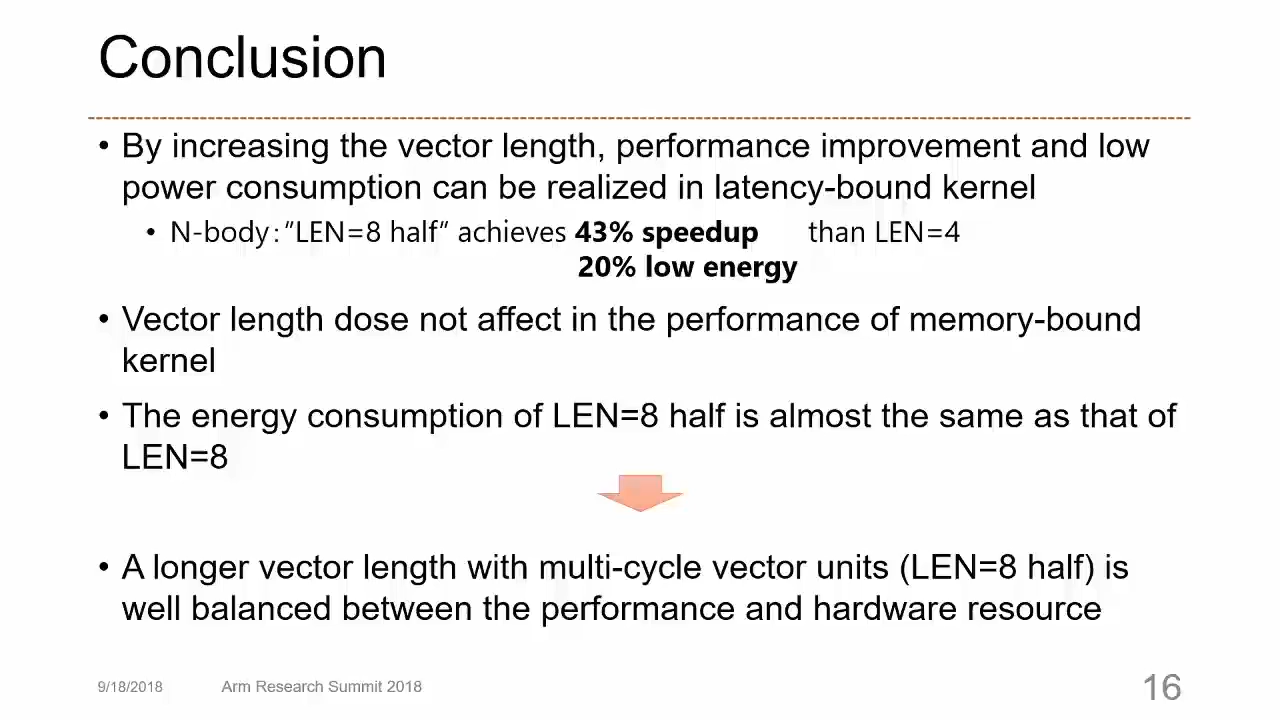 Conclusion
• By increasing the vector length, performance improvement and low
power consumption can be realized in latency-bound kernel
• N-body:"LEN=8 half" achieves 43% speedup than LEN=4
20% low energy
• Vector length dose not affect in the performance of memory-bound
kernel
• The energy consumption of LEN=8 half is almost the same as that of
LEN=8
• A longer vector length with multi-cycle vector units (LEN=8 half) is
well balanced between the performance and hardware resource
9/18/2018 Arm Research Summit 2018 16